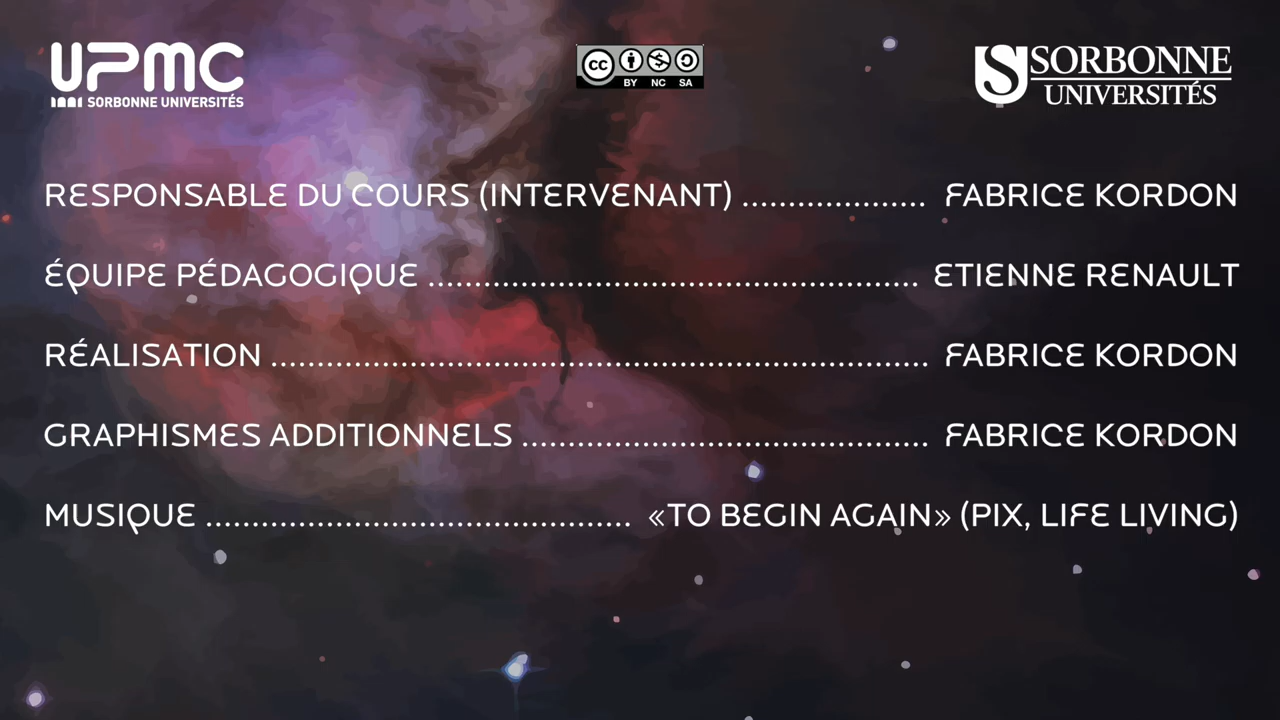 UPMC
SORBONNE UNIVERSITÉS
CC BY NC SA
SORBONNE
UNIVERSITÉS
RESPONSABLE DU COURS (INTERVENANT) .................... FABRICE KORDON
ÉQUIPE PÉDAGOGIQUE ..................................................... ETIENNE RENAULT
RÉALISATION ....................................................................... FABRICE KORDON
GRAPHISMES ADDITIONNELS ............................................ FABRICE KORDON
MUSIQUE .............................................. «TO BEGIN AGAIN» (PIX, LIFE LIVING)